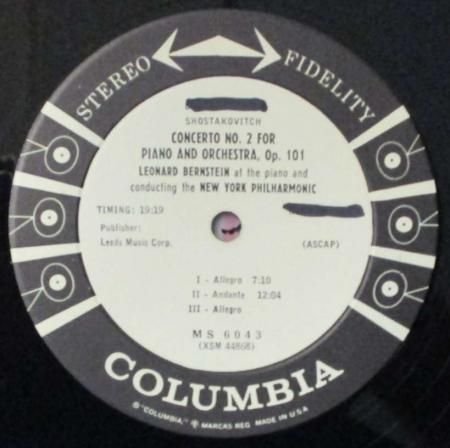 STEREO FIDELITY
SHOSTAKOVITCH
CONCERTO NO. 2 FOR
PIANO AND ORCHESTRA, Op. 101
LEONARD BERNSTEIN at the piano and
conducting the NEW YORK PHILHARMONIC
TIMING: 19:19
Publisher:
Leeds Music Corp. (ASCAP)
I - Allegro 7:10
II - Andante 12:04
III - Allegro
MS 6043
(XSM 44868)
COLUMBIA
® "COLUMBIA," MARCAS REG. MADE IN U S A